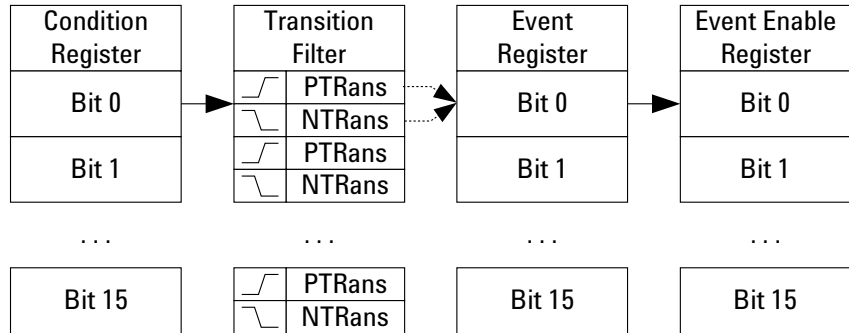 Condition
Register
Transition
Filter
Event
Register
Event Enable
Register
Bit 0
PTRans
NTRans
Bit 0
Bit 0
Bit 1
PTRans
NTRans
Bit 1
Bit 1
. . .
. . .
. . .
. . .
Bit 15
PTRans
NTRans
Bit 15
Bit 15